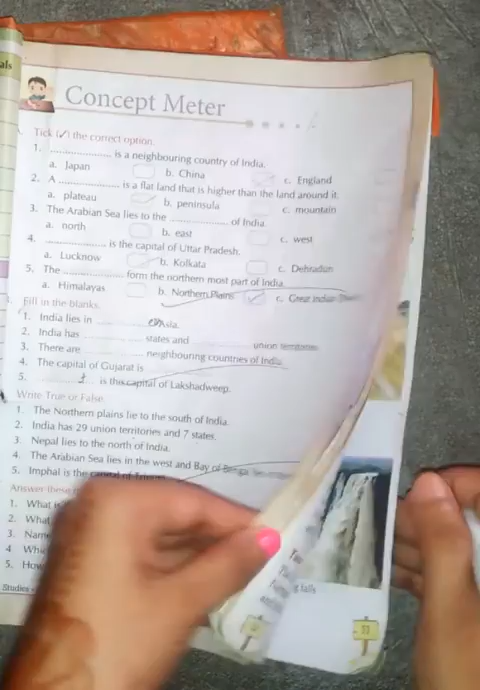 als
Concept Meter
Tick (✓) the correct option.
1. .................... is a neighbouring country of India.
a. Japan b. China c. England
2. A .................... is a flat land that is higher than the land around it.
a. plateau b. peninsula c. mountain
3. The Arabian Sea lies to the .................... of India.
a. north b. east c. west
4. .................... is the capital of Uttar Pradesh.
a. Lucknow b. Kolkata c. Dehradun
5. The .................... form the northern most part of India.
a. Himalayas b. Northern Plains c. Great Indian
Fill in the blanks.
1. India lies in .................... Asia.
2. India has .................... states and .................... union territories
3. There are .................... neighbouring countries of India.
4. The capital of Gujarat is
5. .................... is the capital of Lakshadweep.
Write True or False.
1. The Northern plains lie to the south of India.
2. India has 29 union territories and 7 states.
3. Nepal lies to the north of India.
4. The Arabian Sea lies in the west and Bay of
5. Imphal is the capital of
Answer these
1. What is
2. What
3. Name
4 Whi
5. How
Studies
g falls